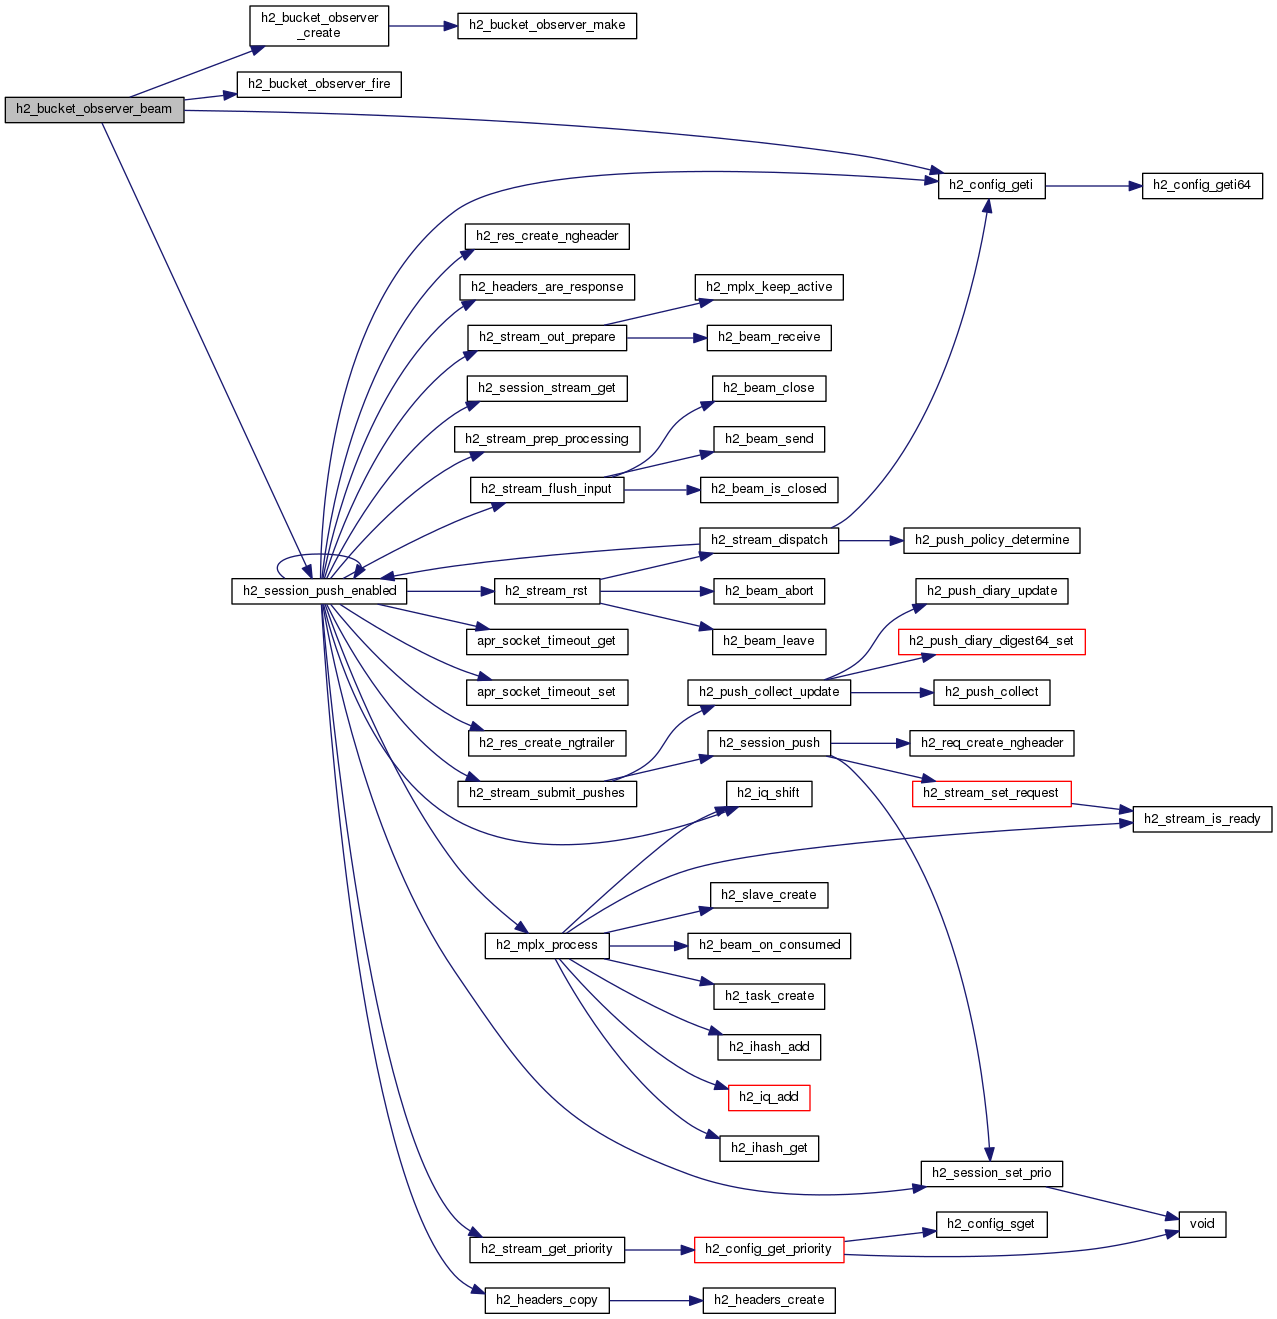 h2_bucket_observer
_create
h2_bucket_observer_make
h2_bucket_observer_fire
h2_bucket_observer_beam
h2_config_geti
h2_config_geti64
h2_res_create_ngheader
h2_headers_are_response
h2_mplx_keep_active
h2_stream_out_prepare
h2_beam_receive
h2_session_stream_get
h2_beam_close
h2_stream_prep_processing
h2_beam_send
h2_stream_flush_input
h2_beam_is_closed
h2_stream_dispatch
h2_push_policy_determine
h2_session_push_enabled
h2_stream_rst
h2_beam_abort
h2_push_diary_update
apr_socket_timeout_get
h2_beam_leave
h2_push_diary_digest64_set
apr_socket_timeout_set
h2_push_collect_update
h2_push_collect
h2_res_create_ngtrailer
h2_session_push
h2_req_create_ngheader
h2_stream_submit_pushes
h2_iq_shift
h2_stream_set_request
h2_stream_is_ready
h2_slave_create
h2_mplx_process
h2_beam_on_consumed
h2_task_create
h2_ihash_add
h2_iq_add
h2_ihash_get
h2_session_set_prio
h2_config_sget
void
h2_stream_get_priority
h2_config_get_priority
h2_headers_copy
h2_headers_create